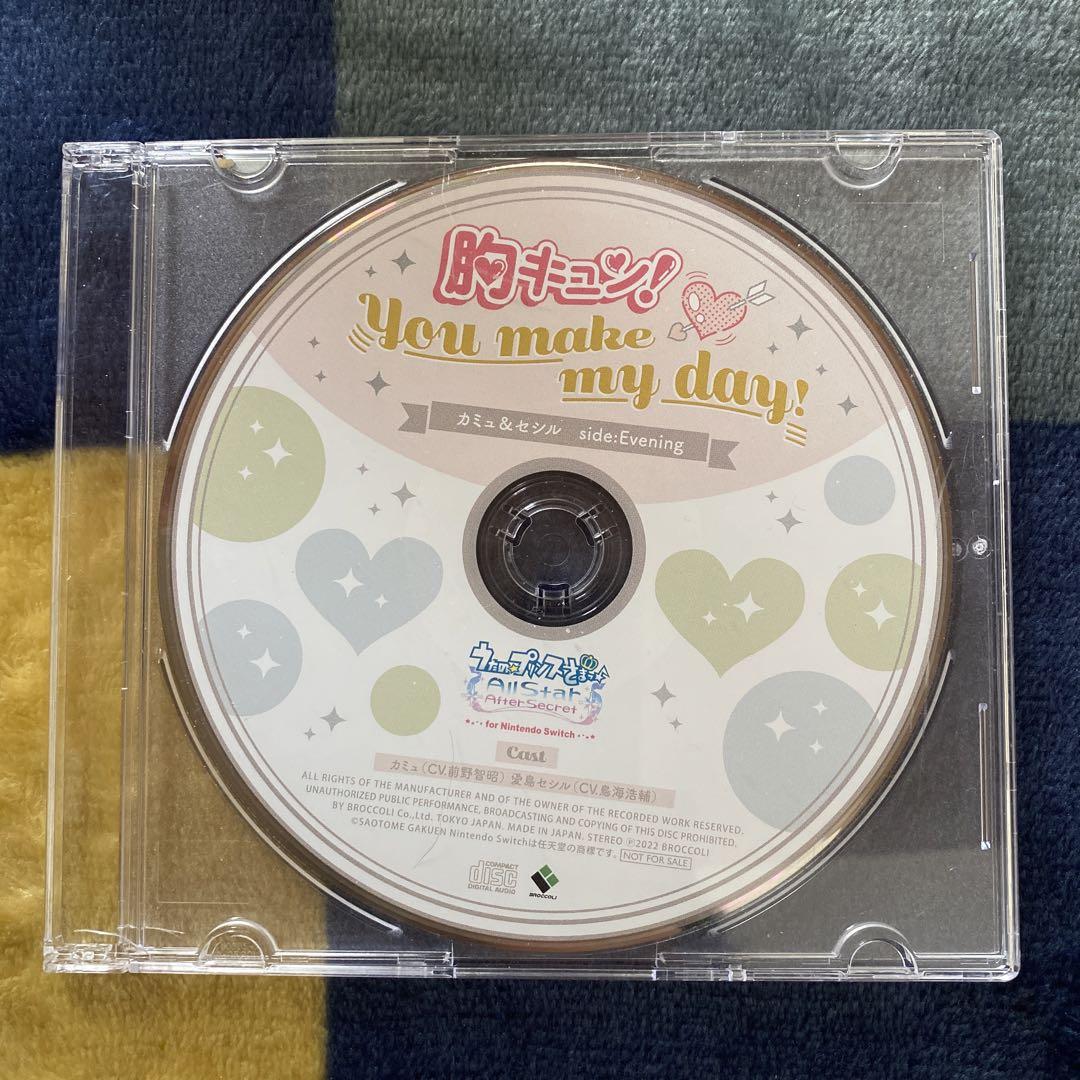 胸キュン!
You make
my day!
カミュ&セシル side:Evening
うたの☆プリンスさまっ♪
All Star
After Secret
for Nintendo Switch
Cast
カミュ(CV.前野智昭) 愛島セシル(CV.鳥海浩輔)
ALL RIGHTS OF THE MANUFACTURER AND OF THE OWNER OF THE RECORDED WORK RESERVED.
UNAUTHORIZED PUBLIC PERFORMANCE, BROADCASTING AND COPYING OF THIS DISC PROHIBITED.
BY BROCCOLI Co.,Ltd. TOKYO JAPAN. MADE IN JAPAN. STEREO Ⓟ2022 BROCCOLI
©SAOTOME GAKUEN Nintendo Switchは任天堂の商標です。 NOT FOR SALE
COMPACT
disc
DIGITAL AUDIO
BROCCOLI